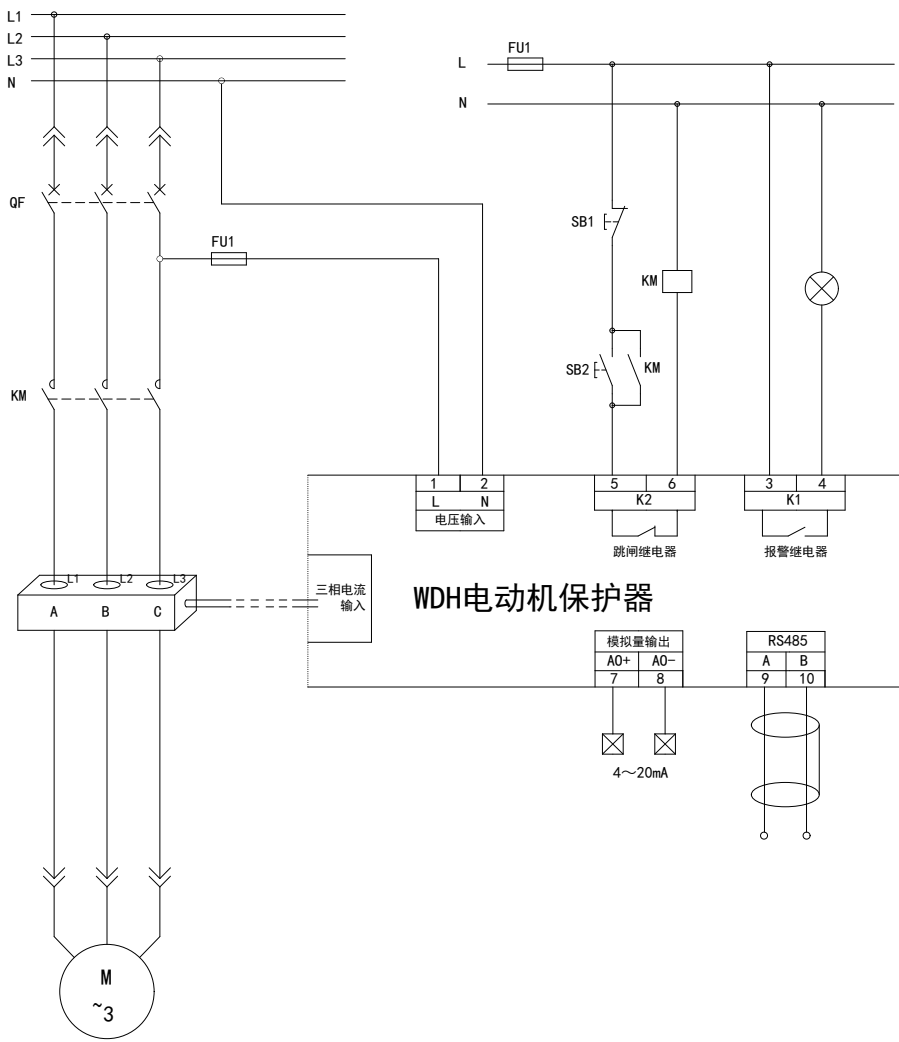 L1
L2
L3
N
QF
FU1
KM
L1 L2 L3
A B C
M
~3
L
FU1
N
SB1
KM
SB2
KM
1 2
L N
电压输入
5 6
K2
跳闸继电器
3 4
K1
报警继电器
三相电流
输入
WDH电动机保护器
模拟量输出
AO+ AO-
7 8
4～20mA
RS485
A B
9 10